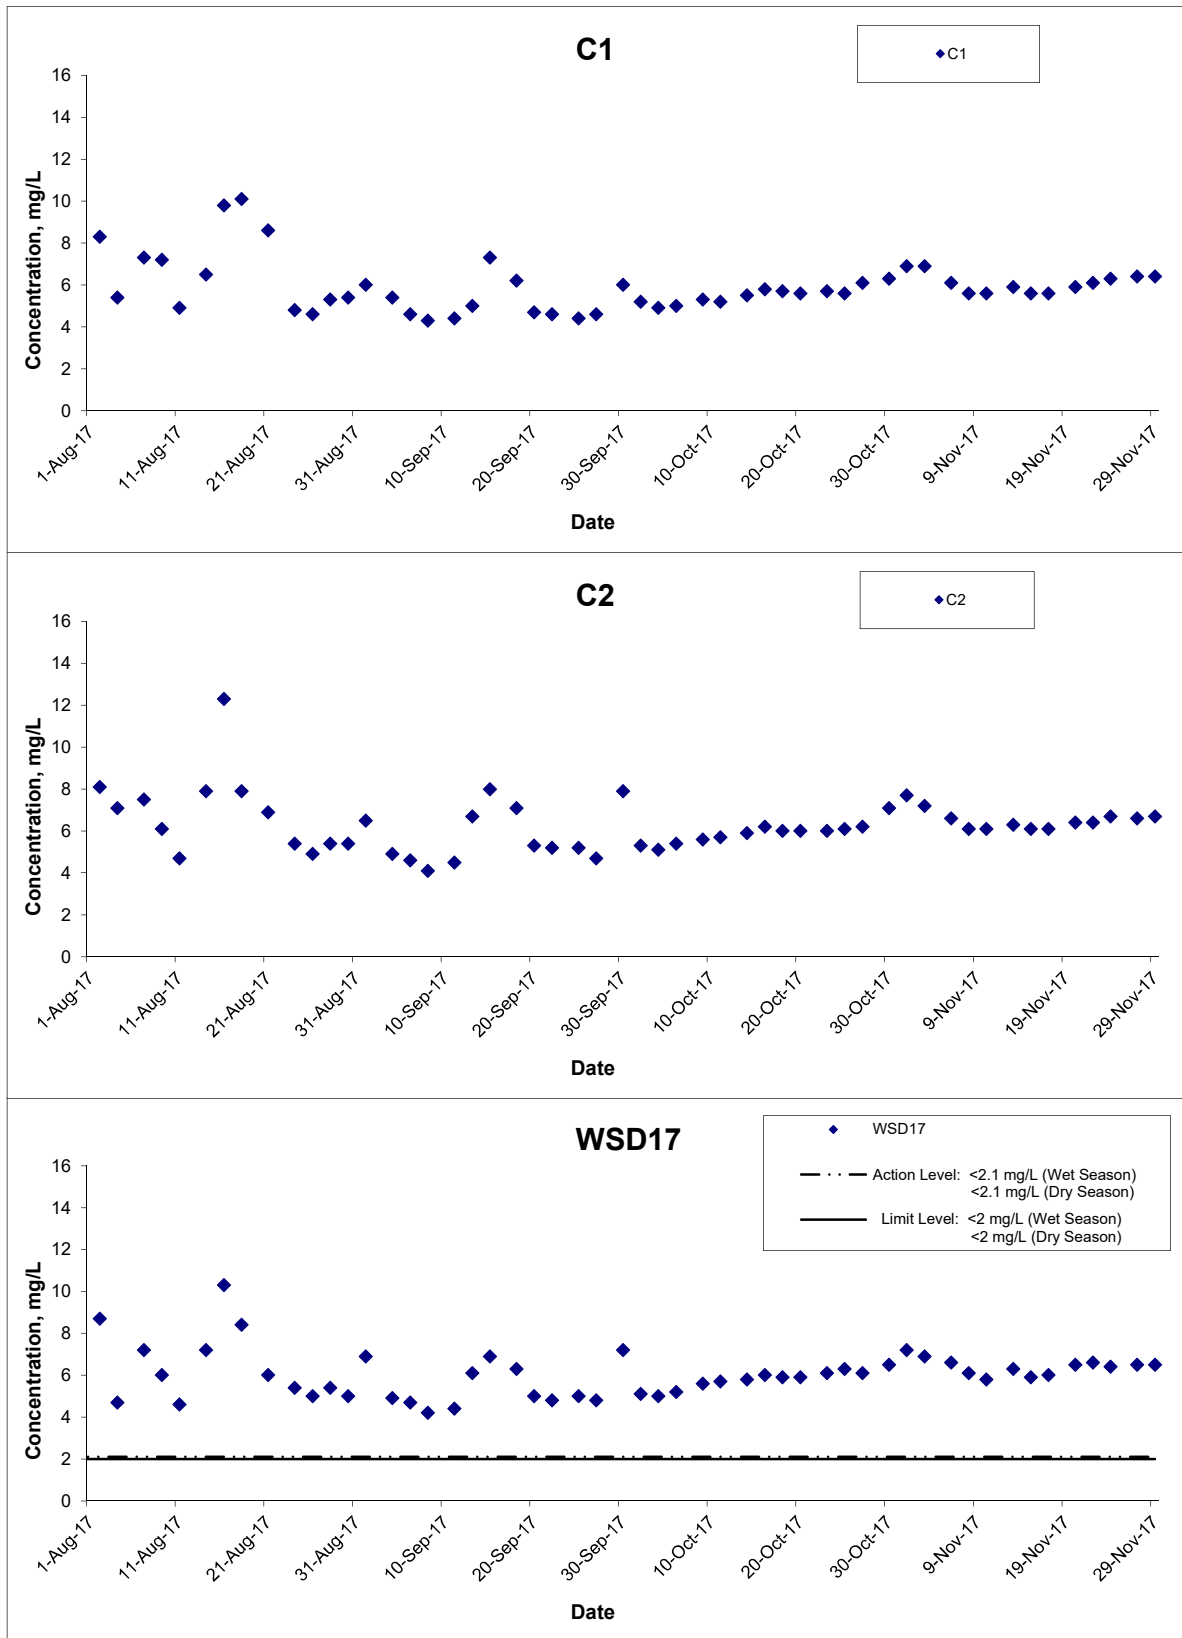 C1
C1
16
14
12
10
8
6
4
2
0
Concentration, mg/L
1-Aug-17
11-Aug-17
21-Aug-17
31-Aug-17
10-Sep-17
20-Sep-17
30-Sep-17
10-Oct-17
20-Oct-17
30-Oct-17
9-Nov-17
19-Nov-17
29-Nov-17
Date
C2
C2
16
14
12
10
8
6
4
2
0
Concentration, mg/L
1-Aug-17
11-Aug-17
21-Aug-17
31-Aug-17
10-Sep-17
20-Sep-17
30-Sep-17
10-Oct-17
20-Oct-17
30-Oct-17
9-Nov-17
19-Nov-17
29-Nov-17
Date
WSD17
WSD17
Action Level: <2.1 mg/L (Wet Season)
<2.1 mg/L (Dry Season)
Limit Level: <2 mg/L (Wet Season)
<2 mg/L (Dry Season)
16
14
12
10
8
6
4
2
0
Concentration, mg/L
1-Aug-17
11-Aug-17
21-Aug-17
31-Aug-17
10-Sep-17
20-Sep-17
30-Sep-17
10-Oct-17
20-Oct-17
30-Oct-17
9-Nov-17
19-Nov-17
29-Nov-17
Date